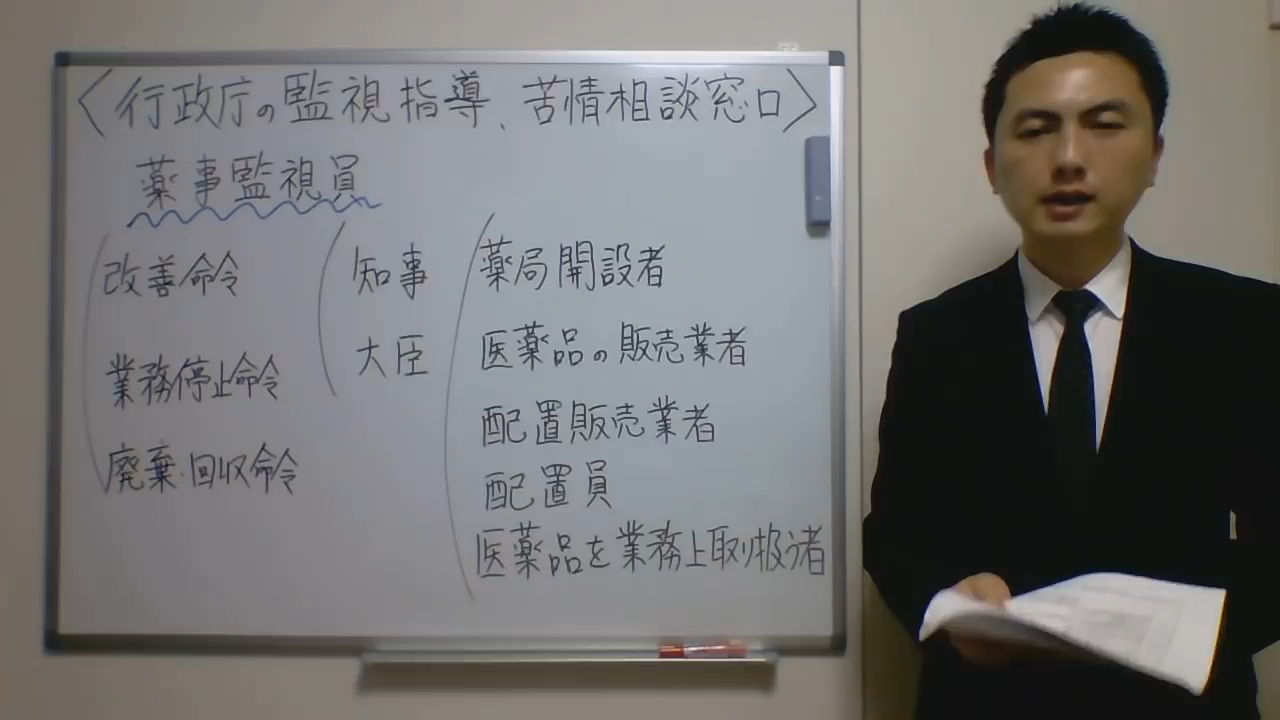 〈行政庁の監視指導、苦情相談窓口〉
薬事監視員
改善命令
業務停止命令
廃棄・回収命令
知事
大臣
薬局開設者
医薬品の販売業者
配置販売業者
配置員
医薬品を業務上取り扱う者